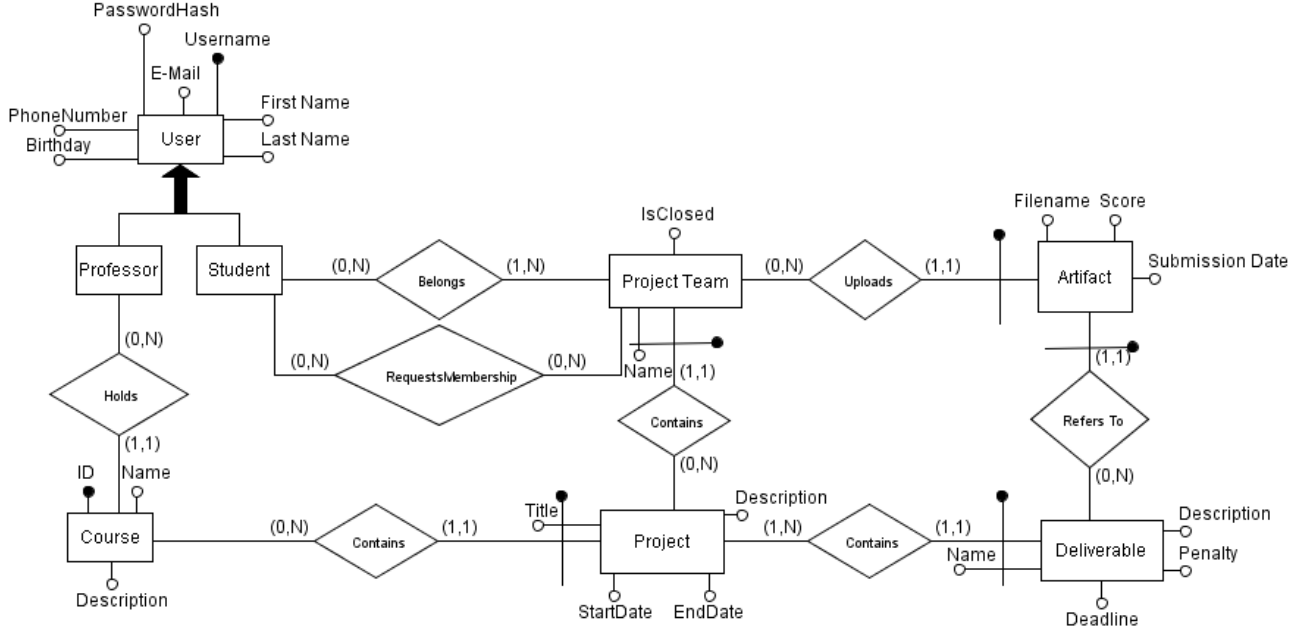 PasswordHash
Username
E-Mail
PhoneNumber
First Name
User
Birthday
Last Name
IsClosed
Filename
Score
Professor
Student
(0,N)
Belongs
(1,N)
Project Team
(0,N)
Uploads
(1,1)
Artifact
Submission Date
(0,N)
(0,N)
RequestsMembership
(0,N)
Name
(1,1)
(1,1)
Holds
Contains
Refers To
(1,1)
ID
Name
(0,N)
(0,N)
Course
(0,N)
Contains
(1,1)
Title
Project
Description
(1,N)
Contains
(1,1)
Name
Deliverable
Description
Penalty
Description
StartDate
EndDate
Deadline